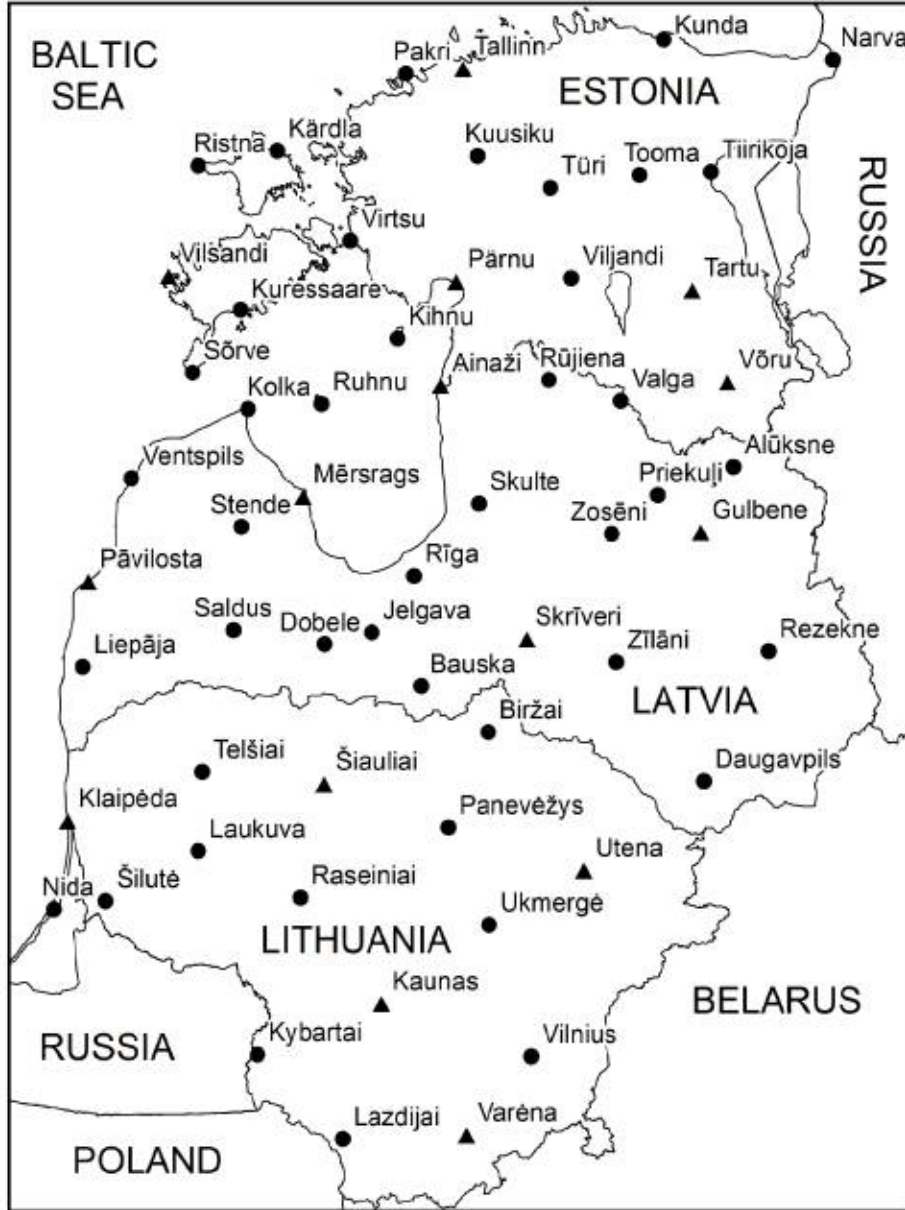 BALTIC
SEA
Pakri
Tallinn
Kunda
Narva
ESTONIA
Ristna
Kärdla
Kuusiku
Türi
Tooma
Tiirikoja
RUSSIA
Virtsu
Vilsandi
Pärnu
Viljandi
Tartu
Kuressaare
Kihnu
Sõrve
Ainaži
Rūjiena
Võru
Kolka
Ruhnu
Valga
Alūksne
Ventspils
Mērsrags
Priekuļi
Stende
Skulte
Zosēni
Gulbene
Pāvilosta
Rīga
Saldus
Dobele
Jelgava
Skrīveri
Zīlāni
Rezekne
Liepāja
Bauska
LATVIA
Biržai
Telšiai
Šiauliai
Daugavpils
Klaipėda
Panevėžys
Laukuva
Utena
Nida
Šilutė
Raseiniai
Ukmergė
LITHUANIA
Kaunas
BELARUS
RUSSIA
Kybartai
Vilnius
Lazdijai
Varėna
POLAND